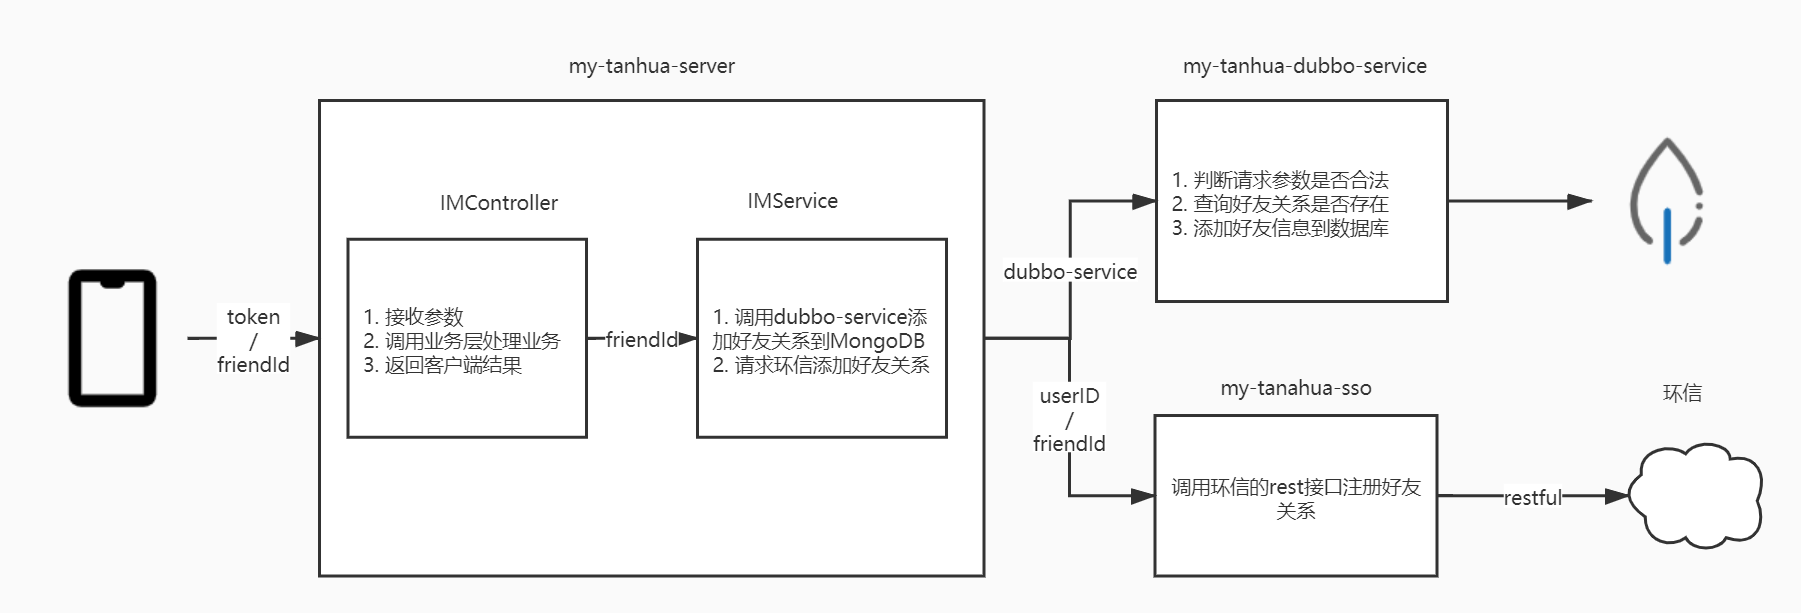 my-tanhua-server
my-tanhua-dubbo-service
IMController
IMService
token
/
friendId
1. 接收参数
2. 调用业务层处理业务
3. 返回客户端结果
friendId
1. 调用dubbo-service添
加好友关系到MongoDB
2. 请求环信添加好友关系
dubbo-service
1. 判断请求参数是否合法
2. 查询好友关系是否存在
3. 添加好友信息到数据库
userID
/
friendId
my-tanahua-sso
调用环信的rest接口注册好友
关系
restful
环信